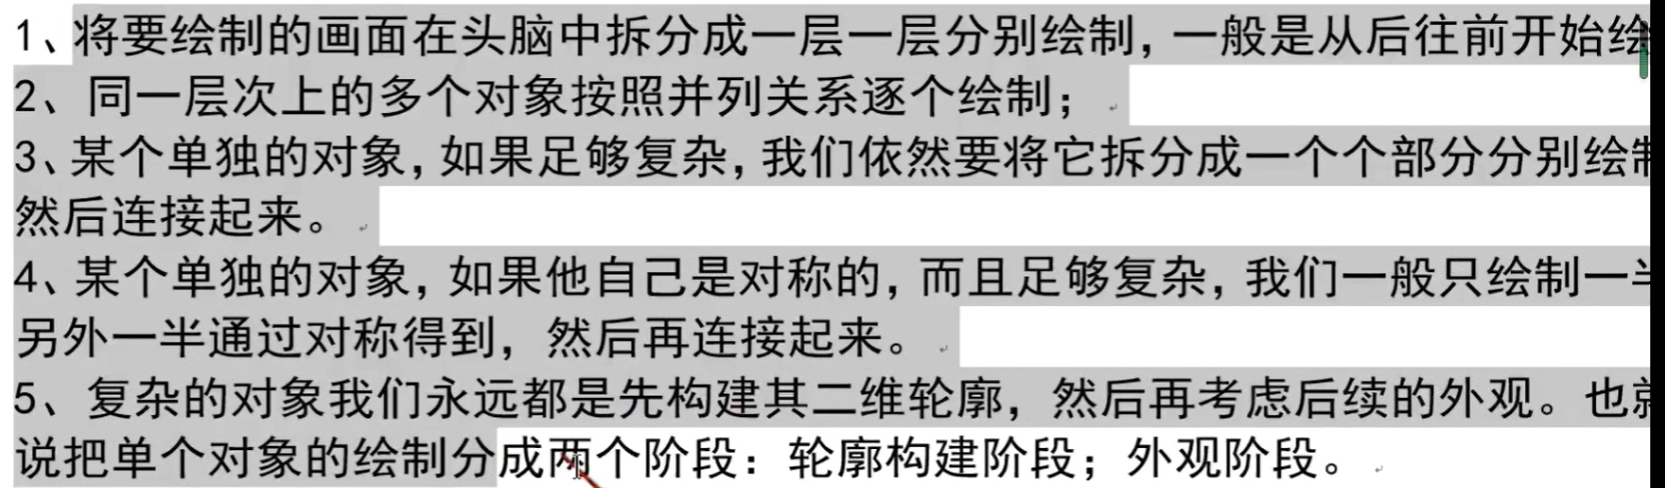 1、将要绘制的画面在头脑中拆分成一层一层分别绘制，一般是从后往前开始绘
2、同一层次上的多个对象按照并列关系逐个绘制；
3、某个单独的对象，如果足够复杂，我们依然要将它拆分成一个个部分分别绘制
然后连接起来。
4、某个单独的对象，如果他自己是对称的，而且足够复杂，我们一般只绘制一半
另外一半通过对称得到，然后再连接起来。
5、复杂的对象我们永远都是先构建其二维轮廓，然后再考虑后续的外观。也就
说把单个对象的绘制分成两个阶段：轮廓构建阶段；外观阶段。